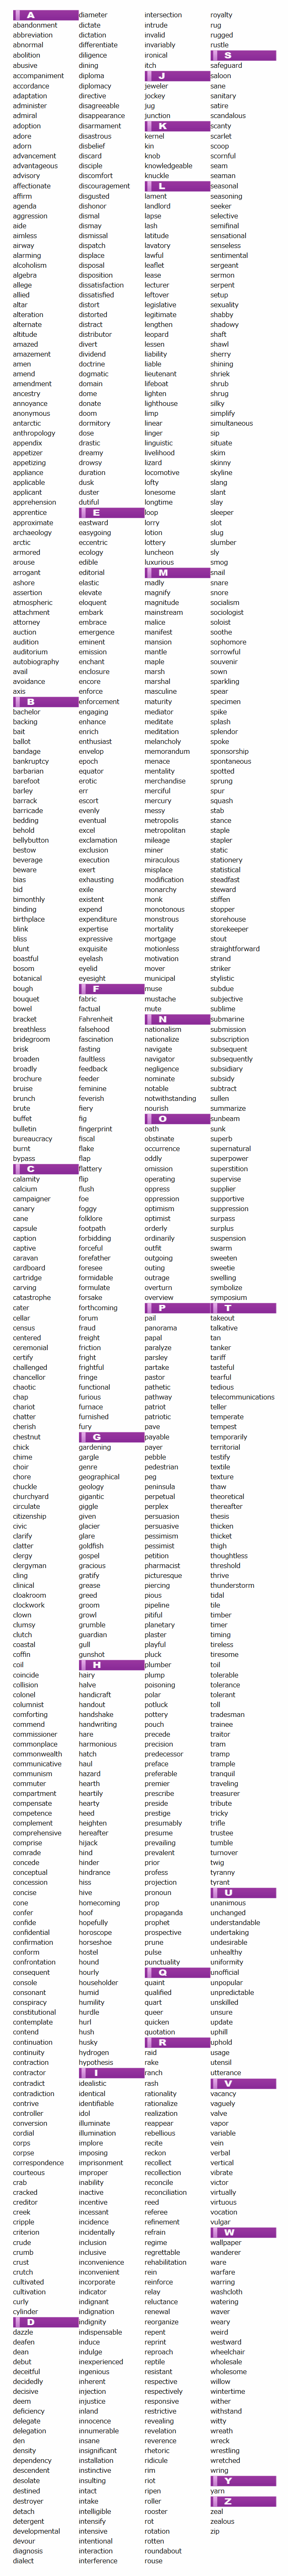 A
abandon
abbreviation
abnormal
abolition
abusive
accompaniment
accordance
adaptation
administer
admiral
adoption
adore
adorn
advancement
advantageous
advisory
affectionate
affirm
agenda
aggression
aide
aimless
airway
alarming
alcoholism
algebra
allege
allied
altar
alteration
alternate
altitude
amazed
amazement
amen
amend
amendment
ancestry
annoyance
anonymous
antarctic
anthropology
appendix
appetizer
appetizing
appliance
applicable
applicant
apprehension
apprentice
approximate
archaeology
arctic
armored
arouse
arrogant
ashore
assertion
atmospheric
attachment
attorney
auction
audition
auditorium
autobiography
avail
avoidance
axis
B
bachelor
backing
bait
ballot
bandage
bankruptcy
barbarian
barefoot
barley
barrack
barricade
bedding
behold
bellybutton
bestow
beverage
beware
bias
bid
bimonthly
binding
birthplace
blink
bliss
blunt
boastful
bosom
botanical
bough
bouquet
bowel
bracket
breathless
bridegroom
brisk
broaden
broadly
brochure
bruise
brunch
brute
buffet
bulletin
bureaucracy
burnt
bypass
C
calamity
calcium
campaigner
canary
cane
capsule
caption
captive
caravan
cardboard
cartridge
carving
catastrophe
cater
cellar
census
centered
ceremonial
certify
challenged
chancellor
chaotic
chap
chariot
chatter
cherish
chestnut
chick
chime
choir
chore
chuckle
churchyard
circulate
citizenship
civic
clarify
clatter
clergy
clergyman
cling
clinical
cloakroom
clockwork
clown
clumsy
clutch
coastal
coffin
coil
coincide
collision
colonel
columnist
comforting
commend
commissioner
commonplace
commonwealth
communicative
communism
commuter
compartment
compensate
competence
complement
comprehensive
comprise
comrade
concede
conceptual
concession
concise
cone
confer
confide
confidential
confirmation
conform
confrontation
consequent
console
consonant
conspiracy
constitutional
contemplate
contend
continuation
continuity
contraction
contractor
contradict
contradiction
contrive
controller
conversion
cordial
corps
corpse
correspondence
courteous
crab
cracked
creditor
creek
cripple
criterion
crude
crumb
crust
crutch
cultivated
cultivation
curly
cylinder
D
dazzle
deafen
dean
debut
deceitful
decidedly
decisive
deem
deficiency
delegate
delegation
den
density
dependency
descendent
desolate
destined
destroyer
detach
detergent
developmental
devour
diagnosis
dialect
diameter
dictate
dictation
differentiate
diligence
dining
diploma
diplomacy
directive
disagreeable
disappearance
disarmament
disastrous
disbelief
discard
disciple
discomfort
discouragement
disgusted
dishonor
dismal
dismay
dismissal
dispatch
displace
disposal
disposition
dissatisfaction
dissatisfied
distort
distorted
distract
distributor
divert
dividend
doctrine
dogmatic
domain
dome
donate
doom
dormitory
dose
drastic
dreamy
drowsy
duration
dusk
duster
dutiful
E
eastward
easygoing
eccentric
ecology
edible
editorial
elastic
elevate
eloquent
embark
embrace
emergence
eminent
emission
enchant
enclosure
encore
enforce
enforcement
engaging
enhance
enrich
enthusiast
envelop
epoch
equator
erotic
err
escort
evenly
eventual
excel
exclamation
exclusion
execution
exert
exhausting
exile
existent
expend
expenditure
expertise
expressive
exquisite
eyelash
eyelid
eyesight
F
fabric
factual
Fahrenheit
falsehood
fascination
fasting
faultless
feedback
feeder
feminine
feverish
fiery
fig
fingerprint
fiscal
flake
flap
flattery
flip
flush
foe
foggy
folklore
footpath
forbidding
forceful
forefather
foresee
formidable
formulate
forsake
forthcoming
forum
fraud
freight
friction
fright
frightful
fringe
functional
furious
furnace
furnished
fury
G
gardening
gargle
genre
geographical
geology
gigantic
giggle
given
glacier
glare
goldfish
gospel
gracious
gratify
grease
greed
groom
growl
grumble
guardian
gull
gunshot
H
hairy
halve
handicraft
handout
handshake
handwriting
hare
harmonious
hatch
haul
hazard
hearth
heartily
hearty
heed
heighten
hereafter
hijack
hind
hinder
hindrance
hiss
hive
homecoming
hoof
hopefully
horoscope
horseshoe
hostel
hound
hourly
householder
humid
humidity
hurdle
hurl
hush
husky
hydrogen
hypothesis
I
idealistic
identical
identifiable
idol
illuminate
illumination
implore
imposing
imprisonment
improper
inability
inactive
incentive
incessant
incidence
incidentally
inclusion
inclusive
inconvenience
inconvenient
incorporate
indicator
indignant
indignation
indignity
indispensable
induce
indulge
inexperienced
ingenious
inherent
injection
injustice
inland
innocence
innumerable
insane
insignificant
installation
instinctive
insulting
intact
intake
intelligible
intensify
intensive
intentional
interaction
interference
intersection
intrude
invalid
invariably
ironical
itch
J
jeweler
jockey
jug
junction
K
kernel
kin
knob
knowledgeable
knuckle
L
lament
landlord
lapse
lash
latitude
lavatory
lawful
leaflet
lease
lecturer
leftover
legislative
legitimate
lengthen
leopard
lessen
liability
liable
lieutenant
lifeboat
lighten
lighthouse
limp
linear
linger
linguistic
livelihood
lizard
locomotive
lofty
lonesome
longtime
loop
lorry
lotion
lottery
luncheon
luxurious
M
madly
magnify
magnitude
mainstream
malice
manifest
mansion
mantle
maple
marsh
marshal
masculine
maturity
mediator
meditate
meditation
melancholy
memorandum
menace
mentality
merchandise
merciful
mercury
messy
metropolis
metropolitan
mileage
miner
miraculous
misplace
modification
monarchy
monk
monotonous
monstrous
mortality
mortgage
motionless
motivation
mover
municipal
muse
mustache
mute
N
nationalism
nationalize
navigate
navigator
negligence
nominate
notable
notwithstanding
nourish
O
oath
obstinate
occurrence
oddly
omission
operating
oppress
oppression
optimism
optimist
orderly
ordinarily
outfit
outgoing
outing
outrage
overturn
overview
P
pail
panorama
papal
paralyze
parsley
partake
pastor
pathetic
pathway
patriot
patriotic
pave
payable
payer
pebble
pedestrian
peg
peninsula
perpetual
perplex
persuasion
persuasive
pessimism
pessimist
petition
pharmacist
picturesque
piercing
pious
pipeline
pitiful
planetary
plaster
playful
pluck
plumber
plump
poisoning
polar
potluck
pottery
pouch
precede
precision
predecessor
preface
preferable
premier
prescribe
preside
prestige
presumably
presume
prevailing
prevalent
prior
profess
projection
pronoun
prop
propaganda
prophet
prospective
prune
pulse
punctuality
Q
quaint
qualified
quart
queer
quicken
quotation
R
raid
rake
ranch
rash
rationality
rationalize
realization
reappear
rebellious
recite
reckon
recollect
recollection
reconcile
reconciliation
reed
referee
refinement
refrain
regime
regrettable
rehabilitation
rein
reinforce
relay
reluctance
renewal
reorganize
repent
reprint
reproach
reptile
resistant
respective
respectively
responsive
restrictive
revealing
revelation
reverence
rhetoric
ridicule
rim
riot
ripen
roller
rooster
rot
rotation
rotten
roundabout
rouse
royalty
rug
rugged
rustle
S
safeguard
saloon
sane
sanitary
satire
scandalous
scanty
scarlet
scoop
scornful
seam
seaman
seasonal
seasoning
seeker
selective
semifinal
sensational
senseless
sentimental
sergeant
sermon
serpent
setup
sexuality
shabby
shadowy
shaft
shawl
sherry
shining
shriek
shrub
shrug
silky
simplify
simultaneous
sip
situate
skim
skinny
skyline
slang
slant
slay
sleeper
slot
slug
slumber
sly
smog
snail
snare
snore
socialism
sociologist
soloist
soothe
sophomore
sorrowful
souvenir
sown
sparkling
spear
specimen
spike
splash
splendor
spoke
sponsorship
spontaneous
spotted
sprung
spur
squash
stab
stance
staple
stapler
static
stationery
statistical
steadfast
steward
stiffen
stopper
storehouse
storekeeper
stout
straightforward
strand
striker
stylistic
subdue
subjective
sublime
submarine
submission
subscription
subsequent
subsequently
subsidiary
subsidy
subtract
sullen
summarize
sunbeam
sunk
superb
supernatural
superpower
superstition
supervise
supplier
supportive
suppression
surpass
surplus
suspension
swarm
sweeten
sweetie
swelling
symbolize
symposium
T
takeout
talkative
tan
tanker
tariff
tasteful
tearful
tedious
telecommunications
teller
temperate
tempest
temporarily
territorial
testify
textile
texture
thaw
theoretical
thereafter
thesis
thicken
thicket
thigh
thoughtless
threshold
thrive
thunderstorm
tidal
tile
timber
timer
timing
tireless
tiresome
toil
tolerable
tolerance
tolerant
toll
tradesman
trainee
traitor
tram
tramp
trample
tranquil
traveling
treasurer
tribute
tricky
trifle
trustee
tumble
turnover
twig
tyranny
tyrant
U
unanimous
unchanged
understandable
undertaking
undesirable
unhealthy
uniformity
unofficial
unpopular
unpredictable
unskilled
unsure
update
uphill
uphold
usage
utensil
utterance
V
vacancy
vaguely
valve
vapor
variable
vein
verbal
vertical
vibrate
victor
virtually
virtuous
vocation
vulgar
W
wallpaper
wanderer
ware
warfare
warring
washcloth
watering
waver
weary
weird
westward
wheelchair
wholesale
wholesome
willow
wintertime
wither
withstand
witty
wreath
wreck
wrestling
wretched
wring
Y
yarn
Z
zeal
zealous
zip